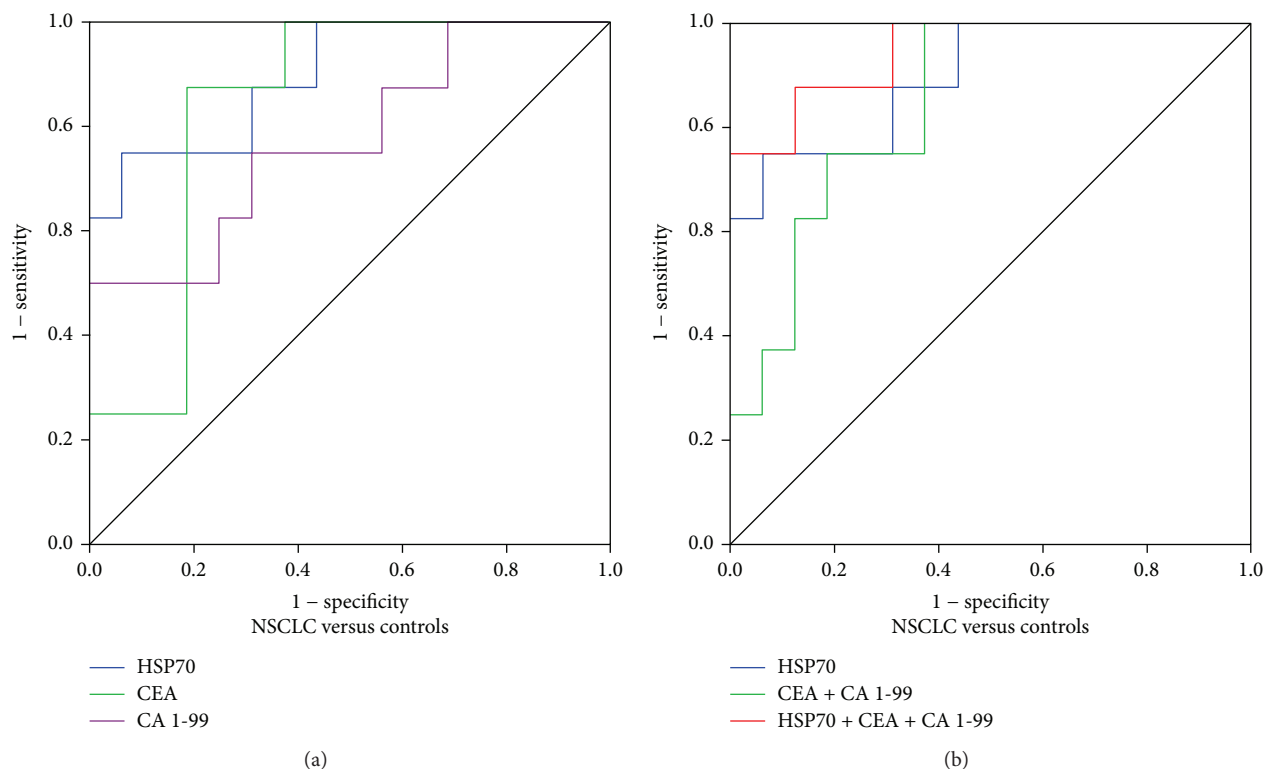 1.0
0.6
0.8
0.4
0.2
0.0
1 − sensitivity
0.0 0.2 0.4 0.6 0.8 1.0
1 − specificity
NSCLC versus controls
HSP70
CEA
CA 1-99
(a)
1.0
0.6
0.8
0.4
0.2
0.0
1 − sensitivity
0.0 0.2 0.4 0.6 0.8 1.0
1 − specificity
NSCLC versus controls
HSP70
CEA + CA 1-99
HSP70 + CEA + CA 1-99
(b)